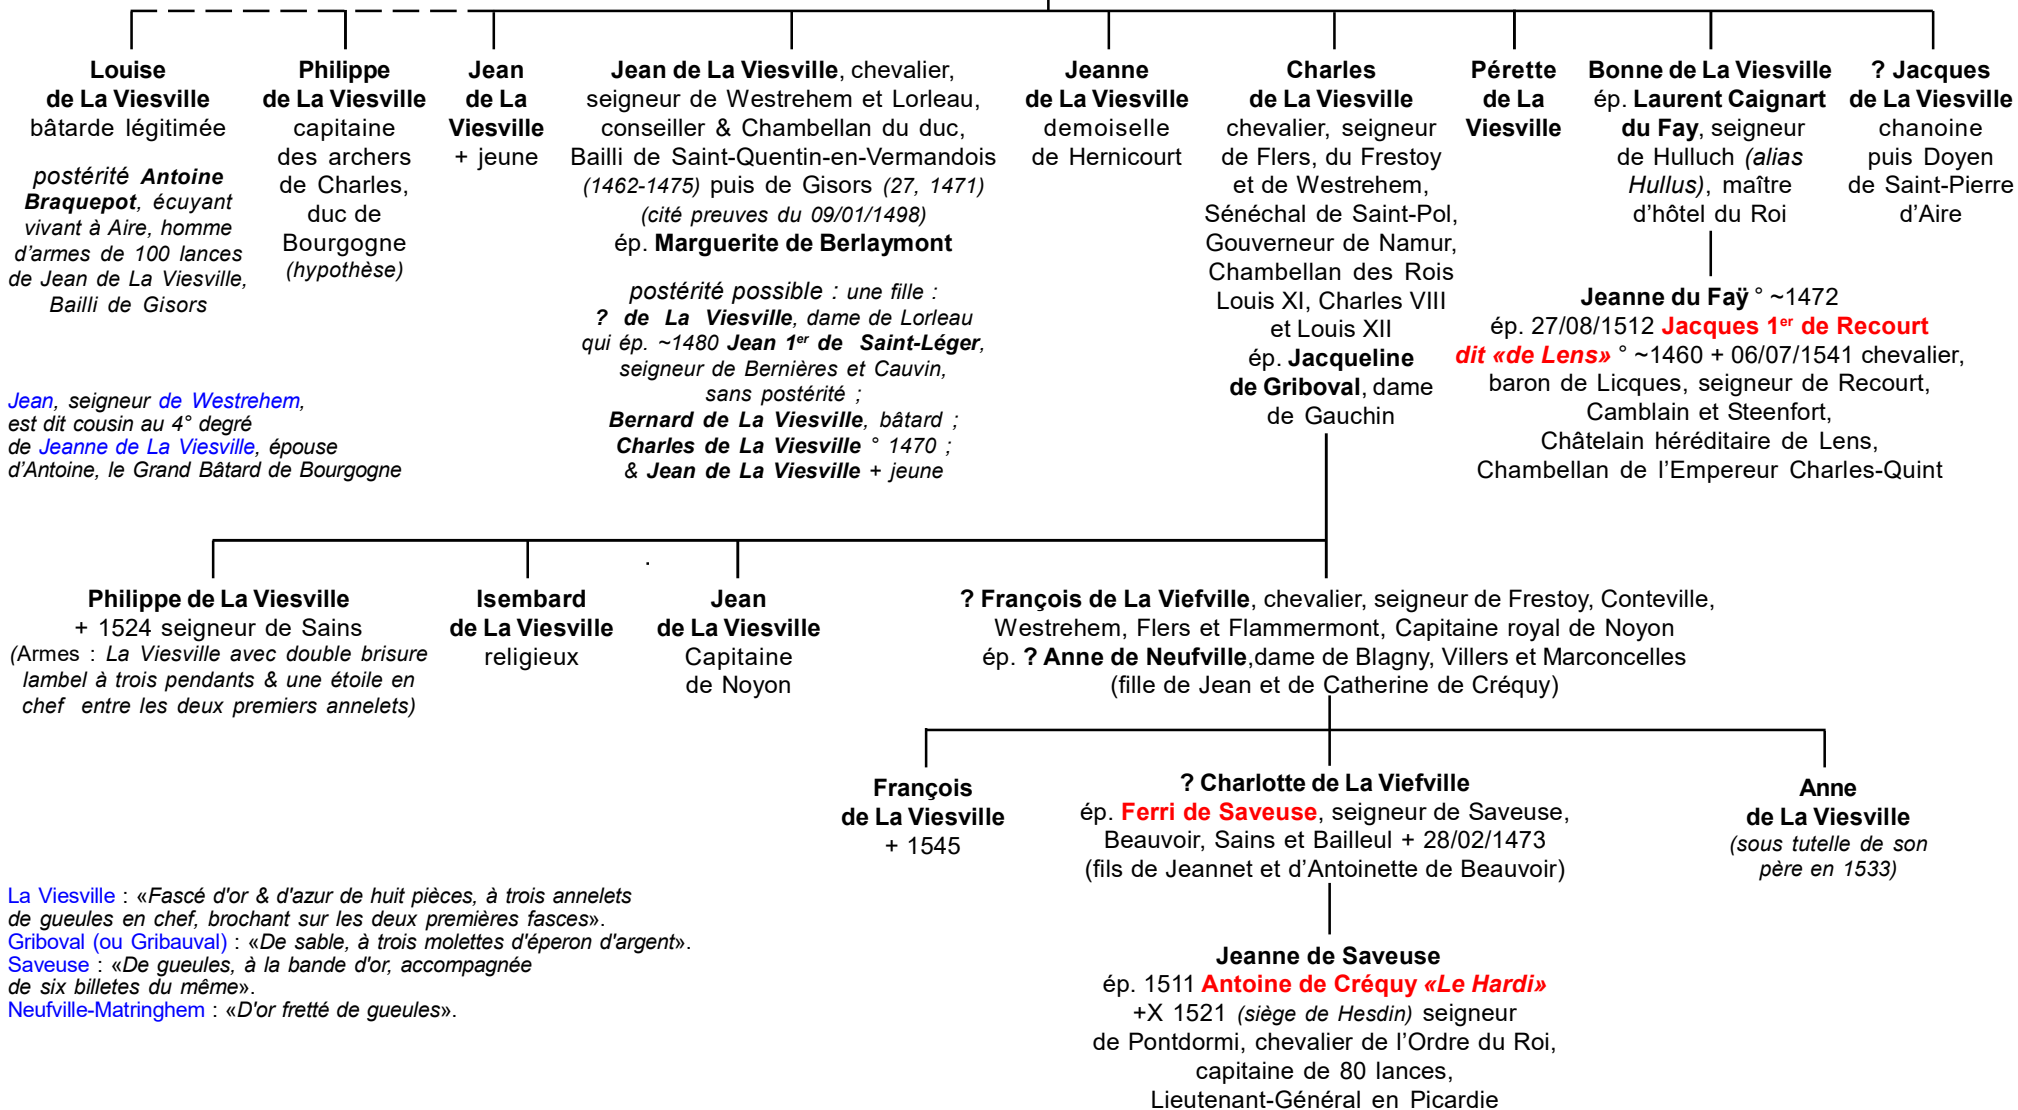 Louise
de La Viesville
bâtarde légitimée
postérité Antoine
Braquepot, écuyant
vivant à Aire, homme
d'armes de 100 lances
de Jean de La Viesville,
Bailli de Gisors
Philippe
de La Viesville
capitaine
des archers
de Charles,
duc de
Bourgogne
(hypothèse)
Jean
de La
Viesville
+ jeune
Jean de La Viesville, chevalier,
seigneur de Westrehem et Lorleau,
conseiller & Chambellan du duc,
Bailli de Saint-Quentin-en-Vermandois
(1462-1475) puis de Gisors (27, 1471)
(cité preuves du 09/01/1498)
ép. Marguerite de Berlaymont
postérité possible : une fille :
? de La Viesville, dame de Lorleau
qui ép. ~1480 Jean 1er de Saint-Léger,
seigneur de Bernières et Cauvin,
sans postérité ;
Bernard de La Viesville, bâtard ;
Charles de La Viesville ° 1470 ;
& Jean de La Viesville + jeune
Jeanne
de La Viesville
demoiselle
de Hernicourt
Charles
de La Viesville
chevalier, seigneur
de Flers, du Frestoy
et de Westrehem,
Sénéchal de Saint-Pol,
Gouverneur de Namur,
Chambellan des Rois
Louis XI, Charles VIII
et Louis XII
ép. Jacqueline
de Griboval, dame
de Gauchin
Pérette
de La
Viesville
Bonne de La Viesville
ép. Laurent Caignart
du Fay, seigneur
de Hulluch (alias
Hullus), maître
d'hôtel du Roi
? Jacques
de La Viesville
chanoine
puis Doyen
de Saint-Pierre
d'Aire
Jeanne du Faÿ ° ~1472
ép. 27/08/1512 Jacques 1er de Recourt
dit «de Lens» ° ~1460 + 06/07/1541 chevalier,
baron de Licques, seigneur de Recourt,
Camblain et Steenfort,
Châtelain héréditaire de Lens,
Chambellan de l'Empereur Charles-Quint
Jean, seigneur de Westrehem,
est dit cousin au 4° degré
de Jeanne de La Viesville, épouse
d'Antoine, le Grand Bâtard de Bourgogne
Philippe de La Viesville
+ 1524 seigneur de Sains
(Armes : La Viesville avec double brisure
lambel à trois pendants & une étoile en
chef entre les deux premiers annelets)
Isembard
de La Viesville
religieux
Jean
de La Viesville
Capitaine
de Noyon
? François de La Viefville, chevalier, seigneur de Frestoy, Conteville,
Westrehem, Flers et Flammermont, Capitaine royal de Noyon
ép. ? Anne de Neufville,dame de Blagny, Villers et Marconcelles
(fille de Jean et de Catherine de Créquy)
François
de La Viesville
+ 1545
? Charlotte de La Viefville
ép. Ferri de Saveuse, seigneur de Saveuse,
Beauvoir, Sains et Bailleul + 28/02/1473
(fils de Jeannet et d'Antoinette de Beauvoir)
Anne
de La Viesville
(sous tutelle de son
père en 1533)
La Viesville : «Fascé d'or & d'azur de huit pièces, à trois annelets
de gueules en chef, brochant sur les deux premières fasces».
Griboval (ou Gribauval) : «De sable, à trois molettes d'éperon d'argent».
Saveuse : «De gueules, à la bande d'or, accompagnée
de six billetes du même».
Neufville-Matringhem : «D'or fretté de gueules».
Jeanne de Saveuse
ép. 1511 Antoine de Créquy «Le Hardi»
+X 1521 (siège de Hesdin) seigneur
de Pontdormi, chevalier de l'Ordre du Roi,
capitaine de 80 lances,
Lieutenant-Général en Picardie